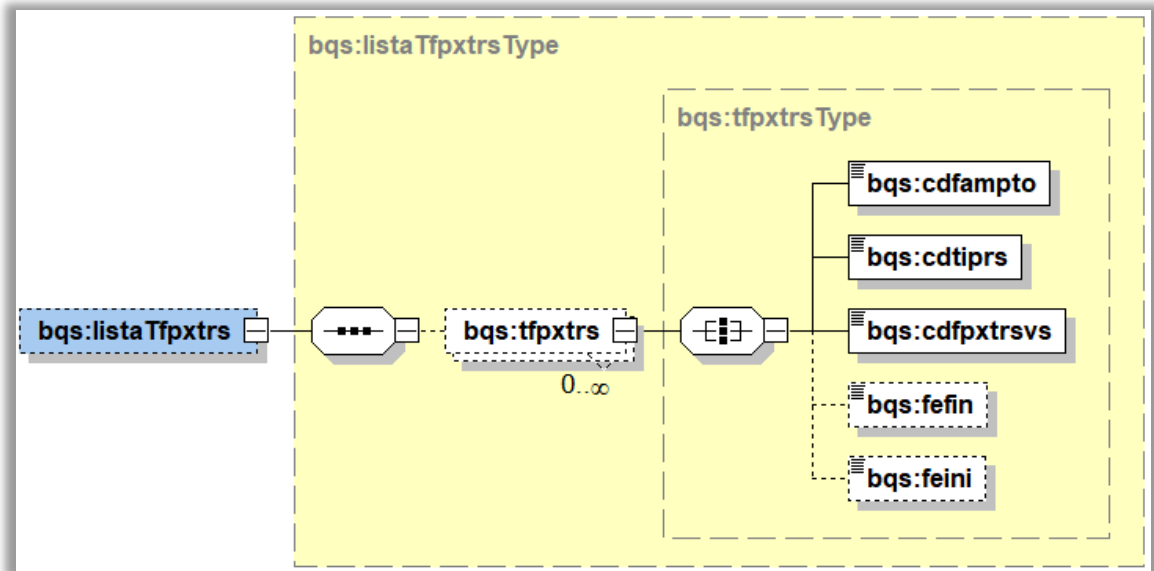 bqs:listaTfpxtrsType
bqs:tfpxtrsType
bqs:cdfampto
bqs:cdtiprs
bqs:listaTfpxtrs
bqs:tfpxtrs
bqs:cdfpxtrsvs
0..∞
bqs:fefin
bqs:feini